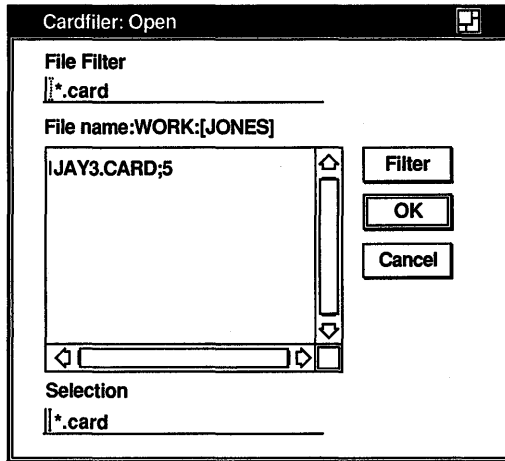 Cardfiler: Open
File Filter
*.card
File name:WORK:[JONES]
JAY3.CARD;5
Filter
OK
Cancel
Selection
*.card